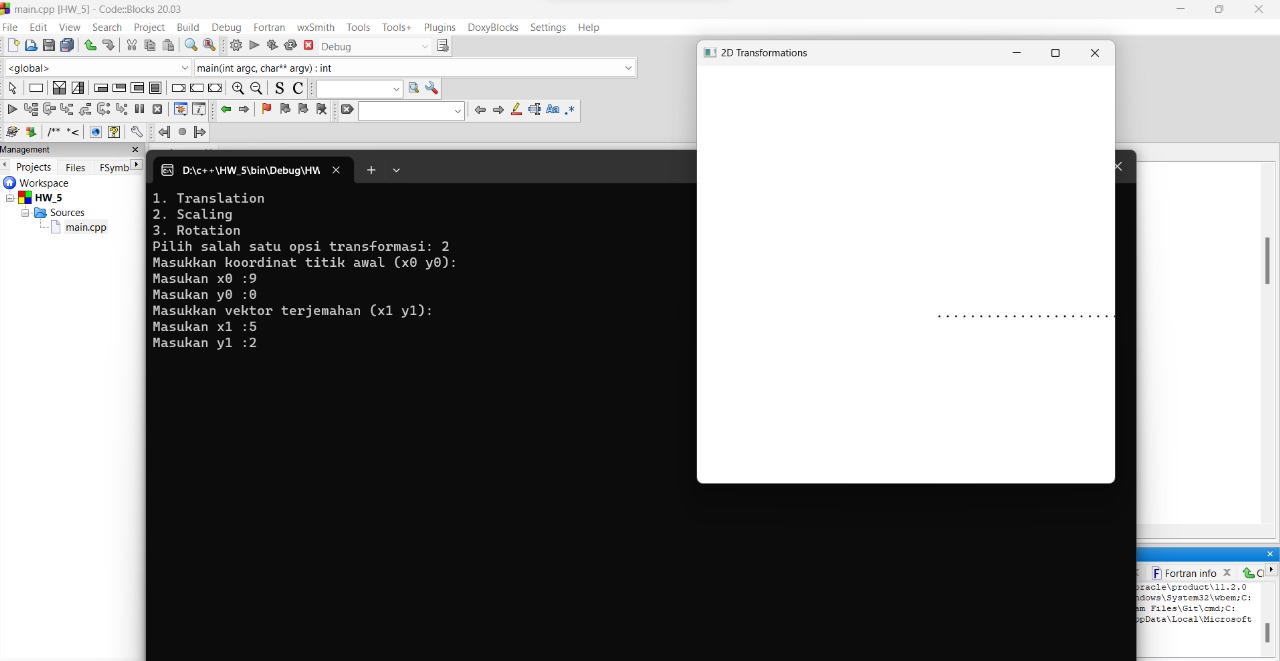 main.cpp [HW_5] - Code::Blocks 20.03
File Edit View Search Project Build Debug Fortran wxSmith Tools Tools+ Plugins DoxyBlocks Settings Help
Debug
<global>
main(int argc, char** argv) : int
S C
/** *<
Aa .*
Management
Projects Files FSymb
Workspace
HW_5
Sources
main.cpp
D:\c++\HW_5\bin\Debug\HW
1. Translation
2. Scaling
3. Rotation
Pilih salah satu opsi transformasi: 2
Masukkan koordinat titik awal (x0 y0):
Masukan x0 :9
Masukan y0 :0
Masukkan vektor terjemahan (x1 y1):
Masukan x1 :5
Masukan y1 :2
2D Transformations
Fortran info
oracle\product\11.2.0
ndows\System32\wbem;C:
am Files\Git\cmd;C:
ppData\Local\Microsoft